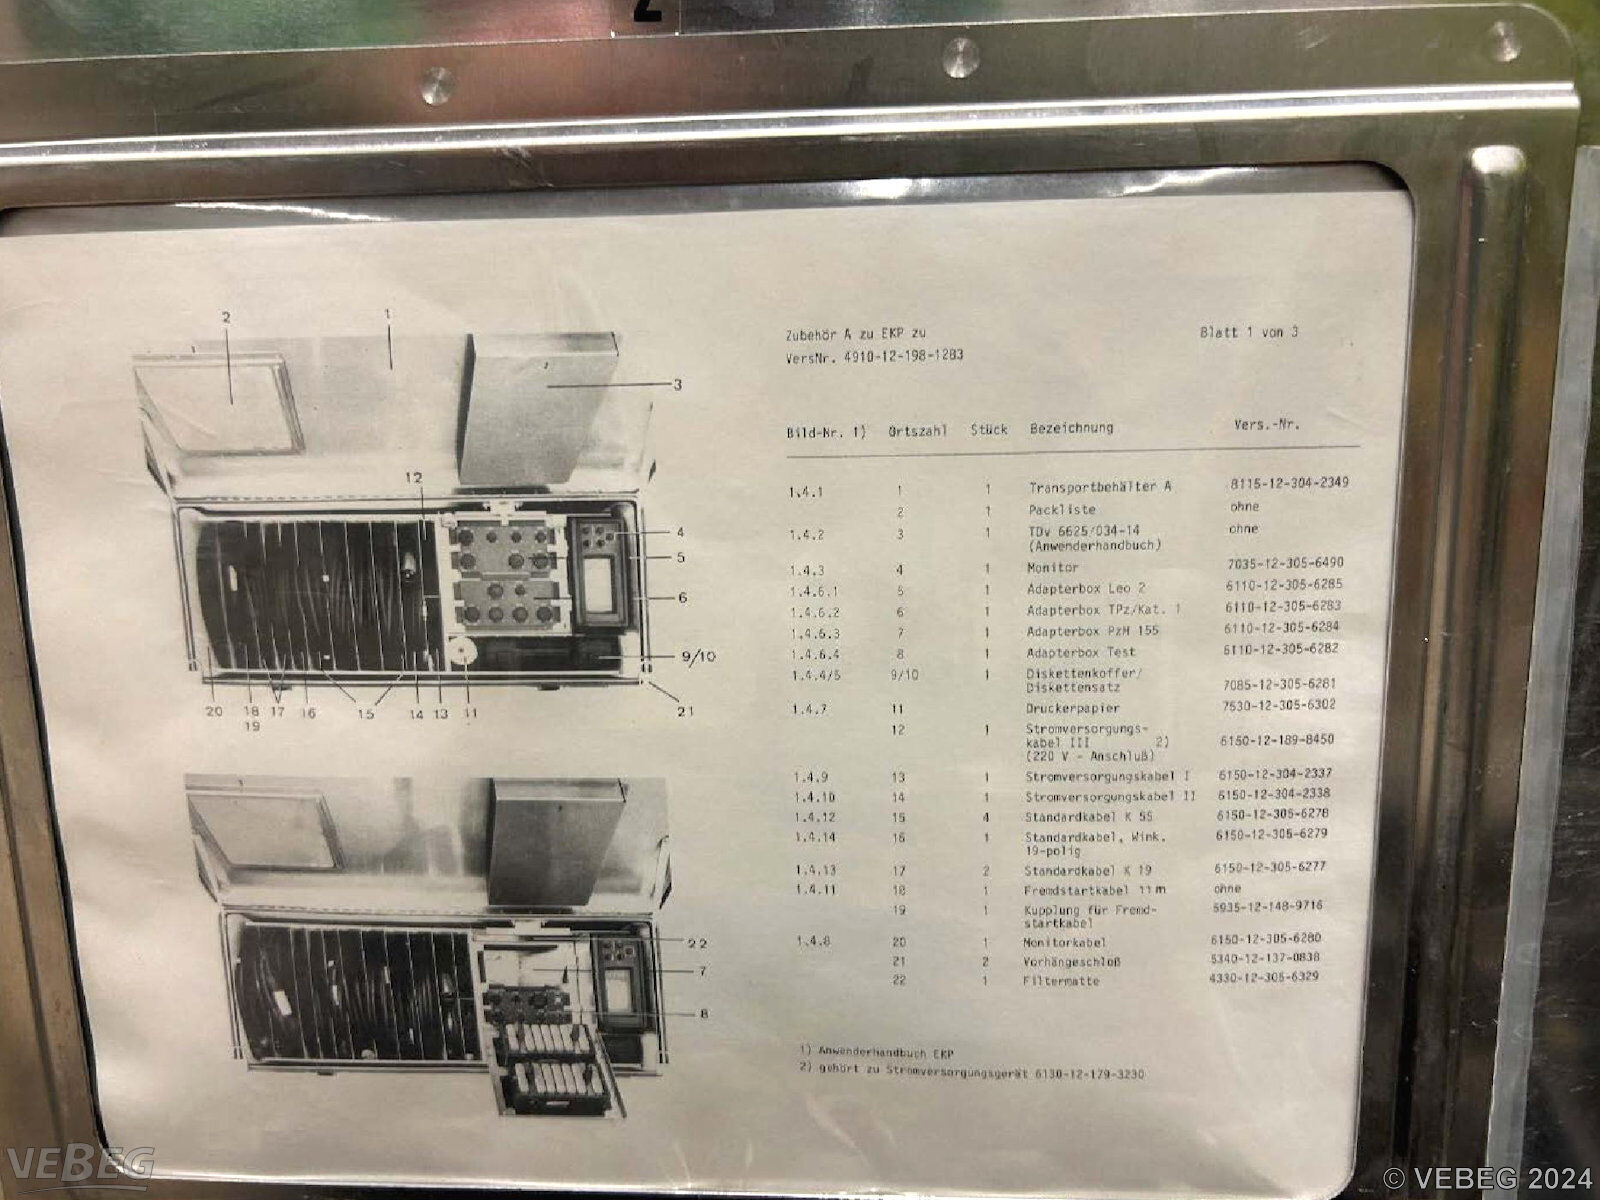 2
Zubehör A zu EKP zu
Blatt 1 von 3
VersNr. 4910-12-198-1283
Bild-Nr. 1) Ortszahl Stück Bezeichnung Vers.-Nr.
1.4.1 1 1 Transportbehälter A 8115-12-304-2349
2 1 Packliste ohne
1.4.2 3 1 TDv 6625/034-14 ohne
(Anwenderhandbuch)
1.4.3 4 1 Monitor 7035-12-305-6490
1.4.6.1 5 1 Adapterbox Leo 2 6110-12-305-6285
1.4.6.2 6 1 Adapterbox TPz/Kat. 1 6110-12-305-6283
1.4.6.3 7 1 Adapterbox PzH 155 6110-12-305-6284
1.4.6.4 8 1 Adapterbox Test 6110-12-305-6282
1.4.4/5 9/10 1 Diskettenkoffer/
Diskettensatz 7085-12-305-6281
1.4.7 11 Druckerpapier 7530-12-305-6302
12 1 Stromversorgungs-
kabel III 2) 6150-12-189-8450
(220 V - Anschluß)
1.4.9 13 1 Stromversorgungskabel I 6150-12-304-2337
1.4.10 14 1 Stromversorgungskabel II 6150-12-304-2338
1.4.12 15 4 Standardkabel K 55 6150-12-305-6278
1.4.14 16 1 Standardkabel, Wink. 6150-12-305-6279
19-polig
1.4.13 17 2 Standardkabel K 19 6150-12-305-6277
1.4.11 18 1 Fremdstartkabel 11 m ohne
19 1 Kupplung für Fremd- 5935-12-148-9716
startkabel
1.4.8 20 1 Monitorkabel 6150-12-305-6280
21 2 Vorhängeschloß 5340-12-137-0838
22 1 Filtermatte 4330-12-305-6329
1) Anwenderhandbuch EKP
2) gehört zu Stromversorgungsgerät 6130-12-179-3230
2 1
3
12
4
5
6
9/10
20 18 17 16 15 14 13 11 21
19
22
7
8
VEBEG
© VEBEG 2024